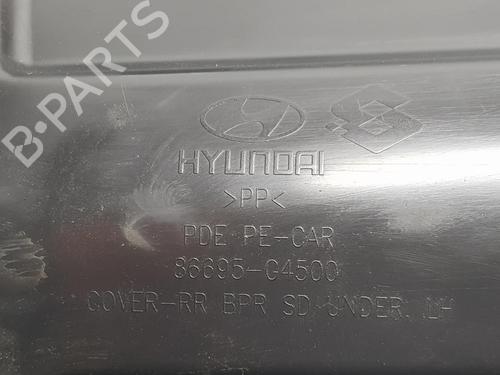 B-PARTS
HYUNDAI
>PP<
PDE PE-CAR
86695-G4500
COVER-RR BPR SD UNDER, LH